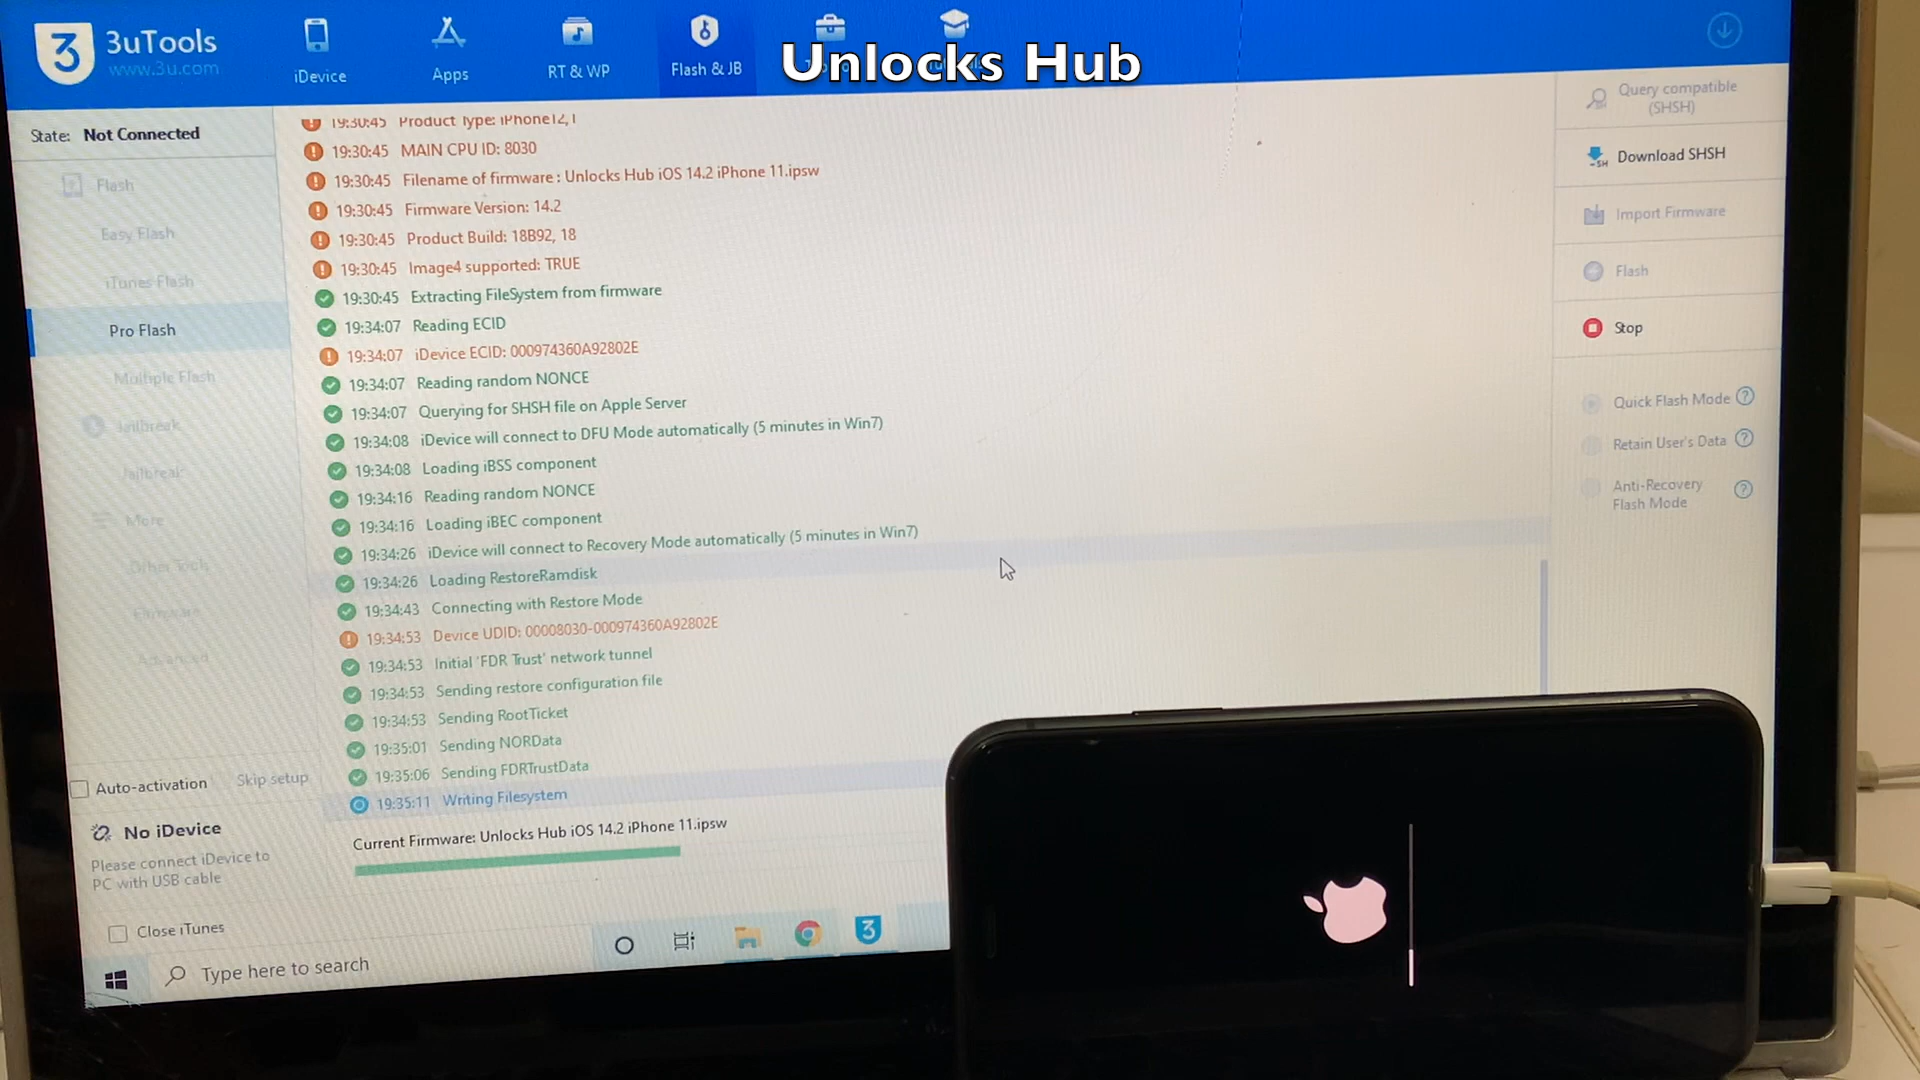 3uTools
www.3u.com
3
iDevice
Apps
RT & WP
Flash & JB
Unlocks Hub
State: Not Connected
Flash
Easy Flash
iTunes Flash
Pro Flash
Multiple Flash
Jailbreak
Jailbreak
More
Other Tools
Firmware
Advanced
Auto-activation
Skip setup
No iDevice
Please connect iDevice to
PC with USB cable
Close iTunes
19:30:45 Product Type: iPhone12,1
19:30:45 MAIN CPU ID: 8030
19:30:45 Filename of firmware : Unlocks Hub iOS 14.2 iPhone 11.ipsw
19:30:45 Firmware Version: 14.2
19:30:45 Product Build: 18B92, 18
19:30:45 Image4 supported: TRUE
19:30:45 Extracting FileSystem from firmware
19:34:07 Reading ECID
19:34:07 iDevice ECID: 000974360A92802E
19:34:07 Reading random NONCE
19:34:07 Querying for SHSH file on Apple Server
19:34:08 iDevice will connect to DFU Mode automatically (5 minutes in Win7)
19:34:08 Loading iBSS component
19:34:16 Reading random NONCE
19:34:16 Loading iBEC component
19:34:26 iDevice will connect to Recovery Mode automatically (5 minutes in Win7)
19:34:26 Loading RestoreRamdisk
19:34:43 Connecting with Restore Mode
19:34:53 Device UDID: 00008030-000974360A92802E
19:34:53 Initial 'FDR Trust' network tunnel
19:34:53 Sending restore configuration file
19:34:53 Sending RootTicket
19:35:01 Sending NORData
19:35:06 Sending FDRTrustData
19:35:11 Writing Filesystem
Current Firmware: Unlocks Hub iOS 14.2 iPhone 11.ipsw
Query compatible
(SHSH)
Download SHSH
Import Firmware
Flash
Stop
Quick Flash Mode ?
Retain User's Data ?
Anti-Recovery
Flash Mode ?
Type here to search
3